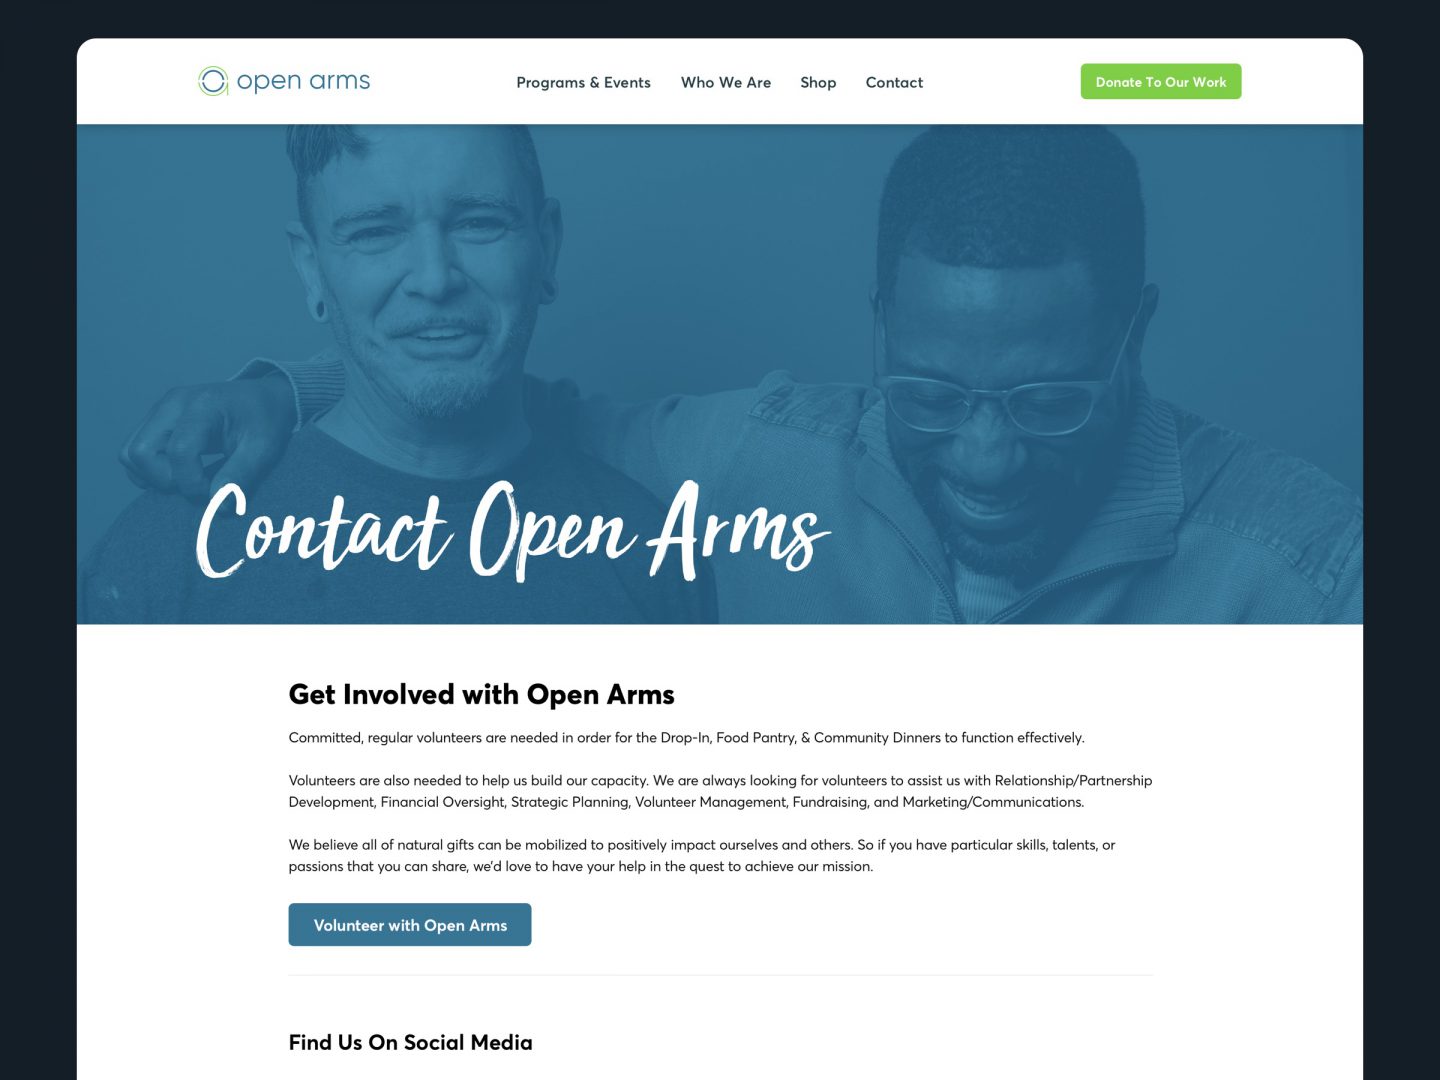 open arms
Programs & Events
Who We Are
Shop
Contact
Donate To Our Work
Contact Open Arms
Get Involved with Open Arms
Committed, regular volunteers are needed in order for the Drop-In, Food Pantry, & Community Dinners to function effectively.
Volunteers are also needed to help us build our capacity. We are always looking for volunteers to assist us with Relationship/Partnership
Development, Financial Oversight, Strategic Planning, Volunteer Management, Fundraising, and Marketing/Communications.
We believe all of natural gifts can be mobilized to positively impact ourselves and others. So if you have particular skills, talents, or
passions that you can share, we'd love to have your help in the quest to achieve our mission.
Volunteer with Open Arms
Find Us On Social Media